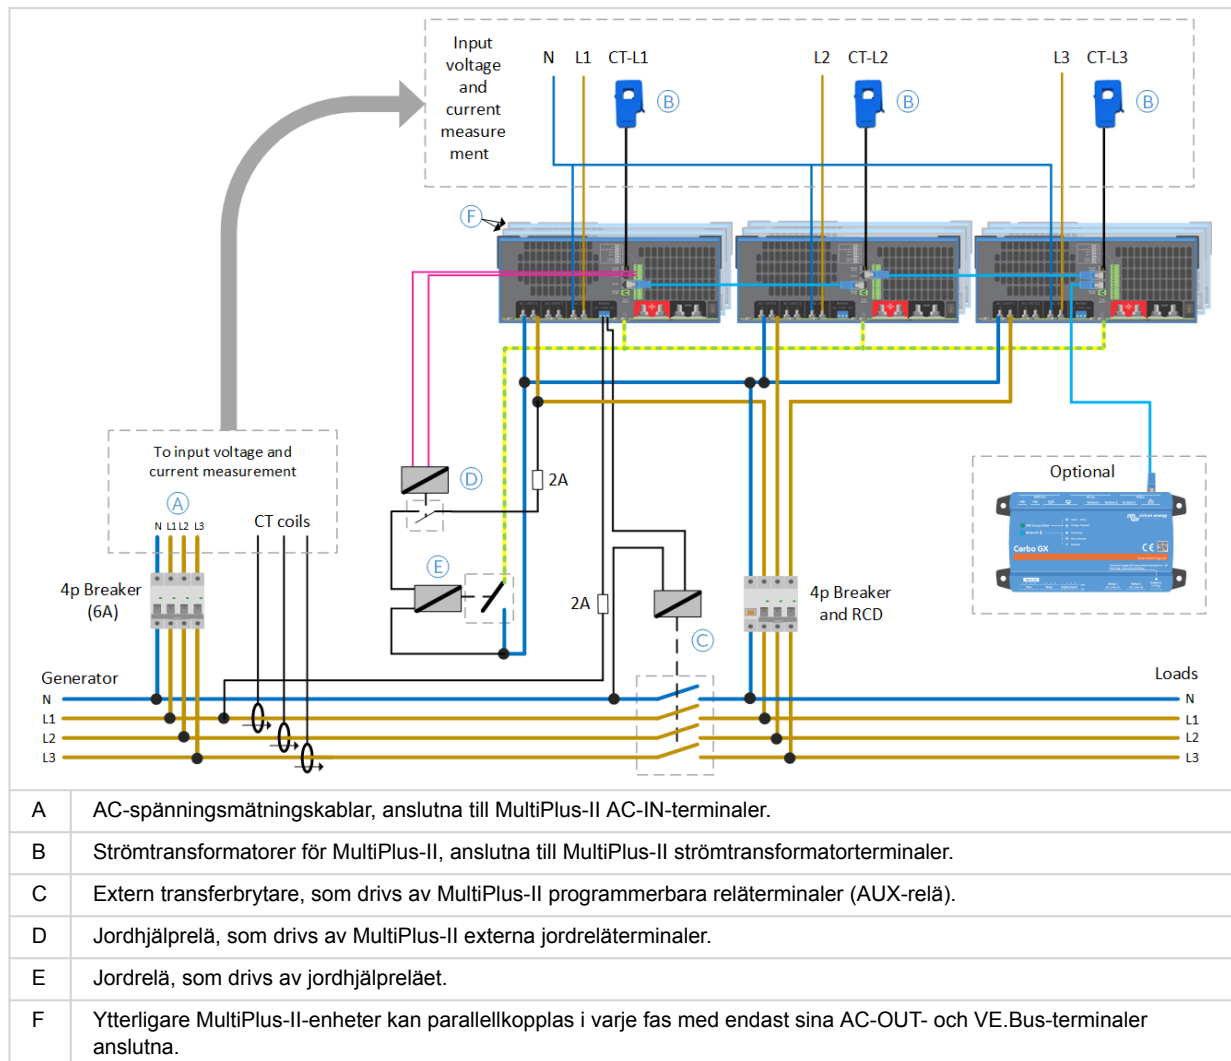 Input
voltage
and
current
measure
ment
N L1 CT-L1
L2 CT-L2
L3 CT-L3
B
B
B
F
To input voltage and
current measurement
A
N L1 L2 L3
CT coils
4p Breaker
(6A)
D
2A
E
2A
C
4p Breaker
and RCD
Optional
victron energy
Cerbo GX
Generator
N
L1
L2
L3
Loads
N
L1
L2
L3
A AC-spänningsmätningskablar, anslutna till MultiPlus-II AC-IN-terminaler.
B Strömtransformatorer för MultiPlus-II, anslutna till MultiPlus-II strömtransformatorterminaler.
C Extern transferbrytare, som drivs av MultiPlus-II programmerbara reläterminaler (AUX-relä).
D Jordhjälprelä, som drivs av MultiPlus-II externa jordreläterminaler.
E Jordrelä, som drivs av jordhjälpreläet.
F Ytterligare MultiPlus-II-enheter kan parallellkopplas i varje fas med endast sina AC-OUT- och VE.Bus-terminaler
anslutna.